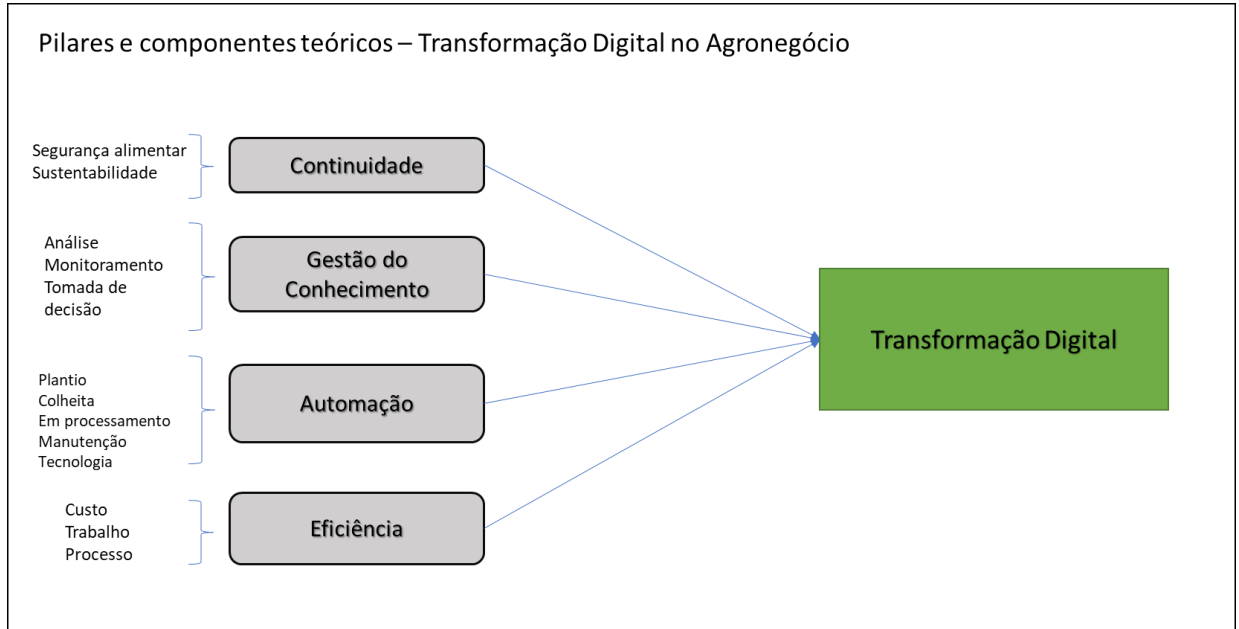 Pilares e componentes teóricos – Transformação Digital no Agronegócio
Segurança alimentar
Sustentabilidade
Continuidade
Análise
Monitoramento
Tomada de
decisão
Gestão do
Conhecimento
Transformação Digital
Plantio
Colheita
Em processamento
Manutenção
Tecnologia
Automação
Custo
Trabalho
Processo
Eficiência